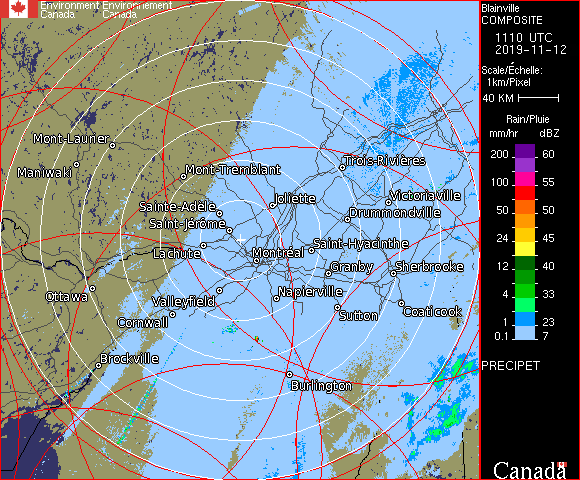 Environment Environnement
Canada Canada
Blainville
COMPOSITE
1110 UTC
2019-11-12
Scale/Échelle:
1km/Pixel
40 KM
Rain/Pluie
mm/hr dBZ
200 60
100 55
50 50
24 45
12 40
4 33
1 23
0.1 7
PRECIPET
Canada
Mont-Laurier
Maniwaki
Mont-Tremblant
Trois-Rivières
Sainte-Adèle
Joliette
Victoriaville
Saint-Jérôme
Drummondville
Lachute
Montréal
Saint-Hyacinthe
Granby
Sherbrooke
Ottawa
Valleyfield
Napierville
Cornwall
Sutton
Coaticook
Brockville
Burlington